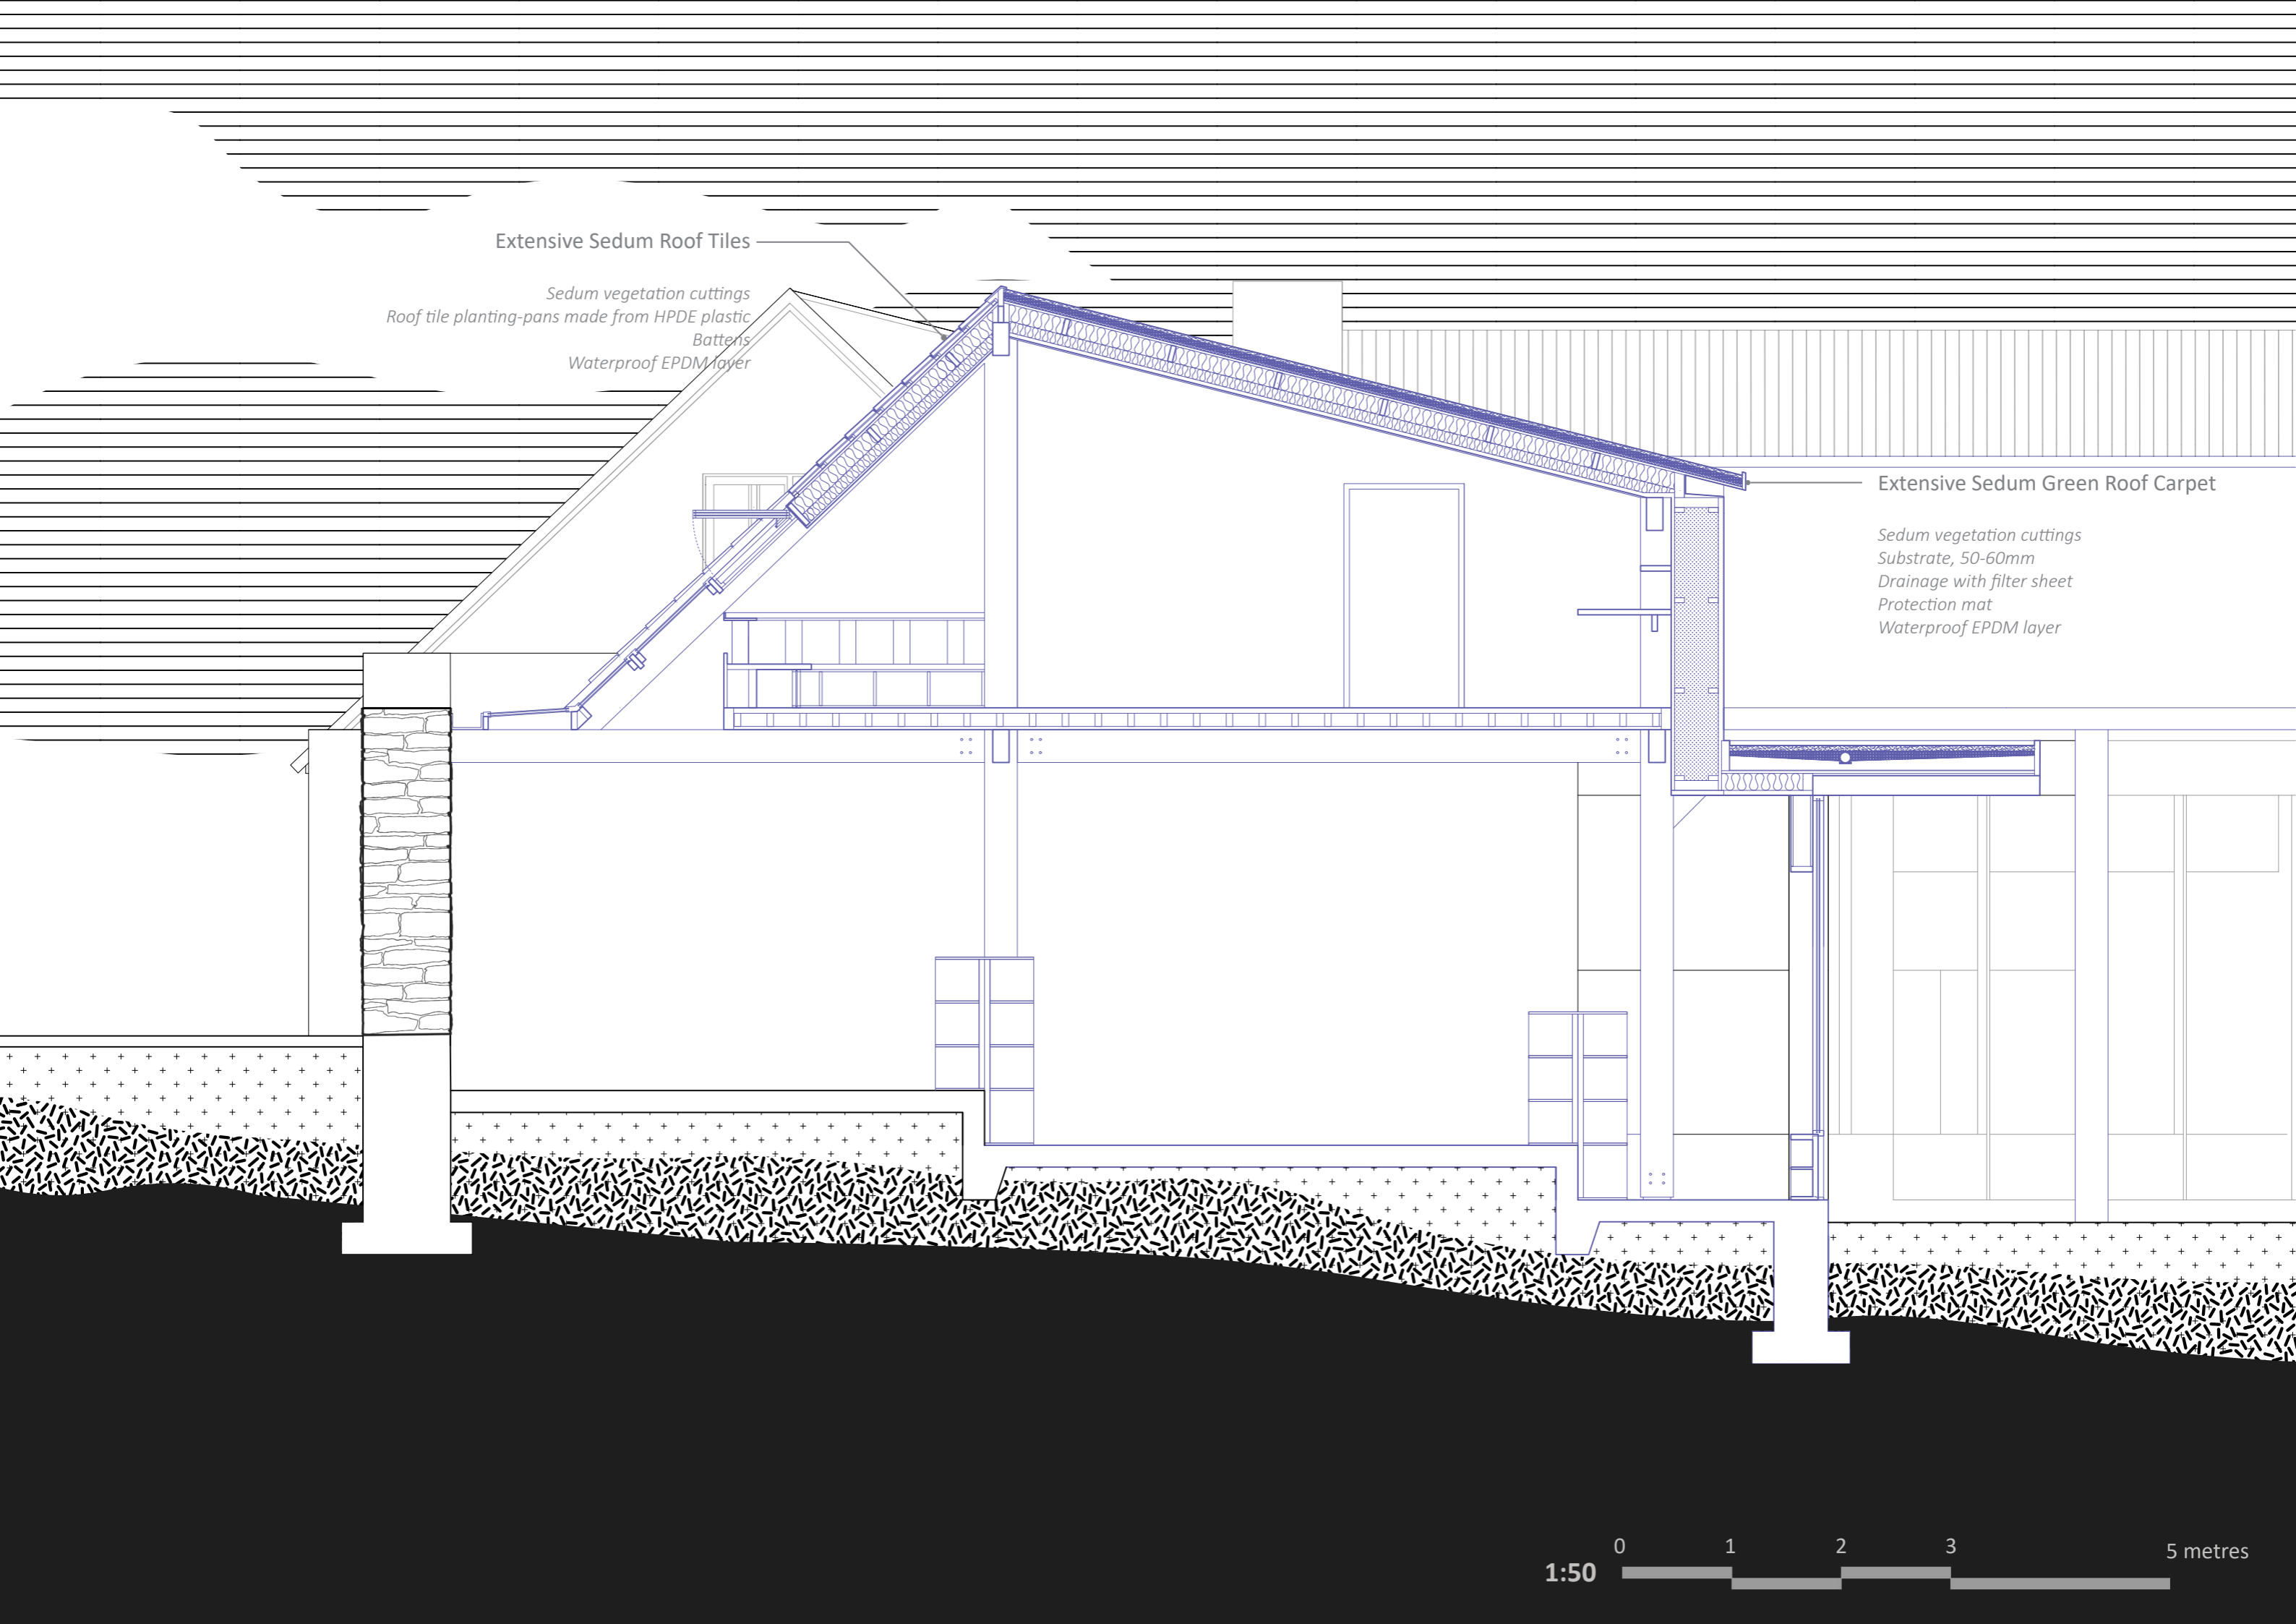 Extensive Sedum Roof Tiles
Sedum vegetation cuttings
Roof tile planting-pans made from HPDE plastic
Battens
Waterproof EPDM layer
Extensive Sedum Green Roof Carpet
Sedum vegetation cuttings
Substrate, 50-60mm
Drainage with filter sheet
Protection mat
Waterproof EPDM layer
0 1 2 3 5 metres
1:50